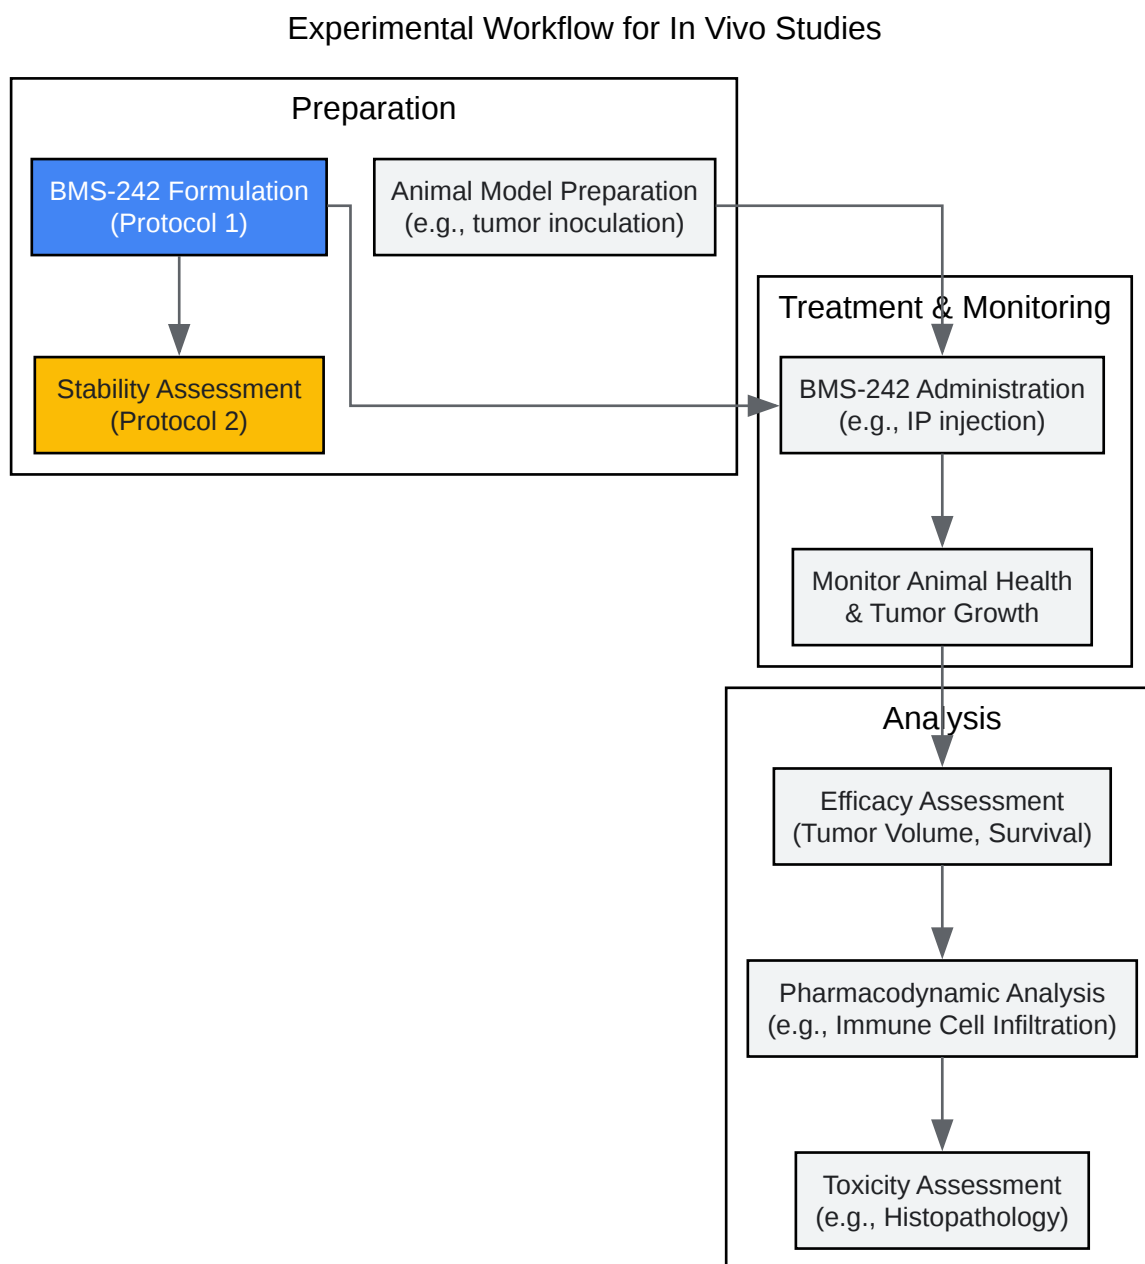 Experimental Workflow for In Vivo Studies
Preparation
BMS-242 Formulation
(Protocol 1)
Animal Model Preparation
(e.g., tumor inoculation)
Stability Assessment
(Protocol 2)
Treatment & Monitoring
BMS-242 Administration
(e.g., IP injection)
Monitor Animal Health
& Tumor Growth
Analysis
Efficacy Assessment
(Tumor Volume, Survival)
Pharmacodynamic Analysis
(e.g., Immune Cell Infiltration)
Toxicity Assessment
(e.g., Histopathology)